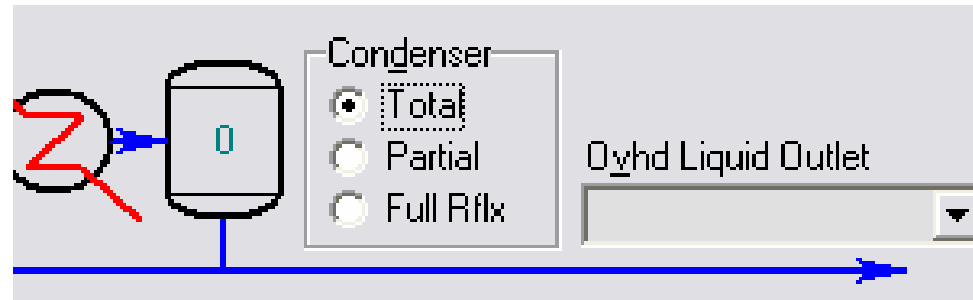 Condenser
Total
0
Partial
Ovhd Liquid Outlet
Full Rflx